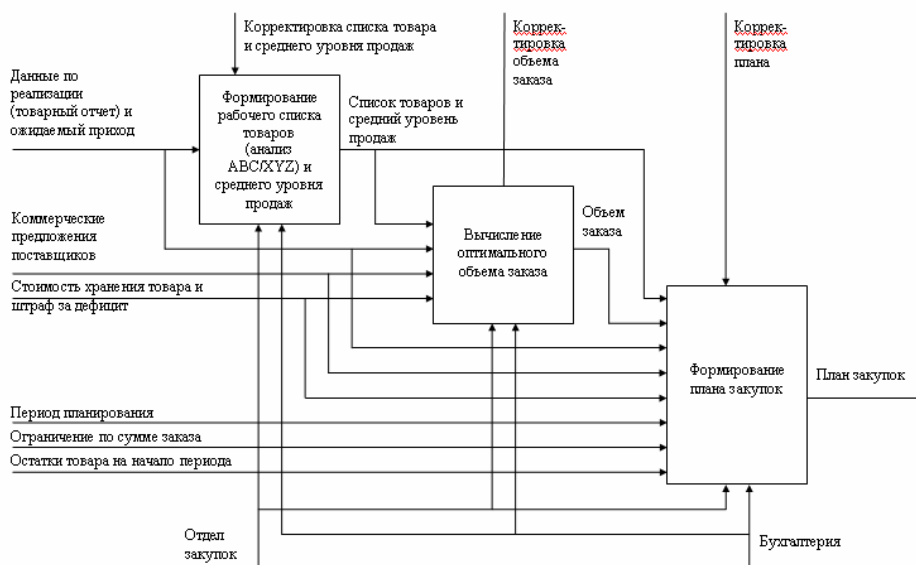 Корректировка списка товара
и среднего уровня продаж
Коррек-
тировка
объема
заказа
Коррек-
тировка
плана
Данные по
реализации
(товарный отчет) и
ожидаемый приход
Формирование
рабочего списка
товаров
(анализ
ABC/XYZ) и
среднего уровня
продаж
Список товаров и
средний уровень
продаж
Коммерческие
предложения
поставщиков
Вычисление
оптимального
объема заказа
Объем
заказа
Стоимость хранения товара и
штраф за дефицит
Формирование
плана закупок
План закупок
Период планирования
Ограничение по сумме заказа
Остатки товара на начало периода
Отдел
закупок
Бухгалтерия